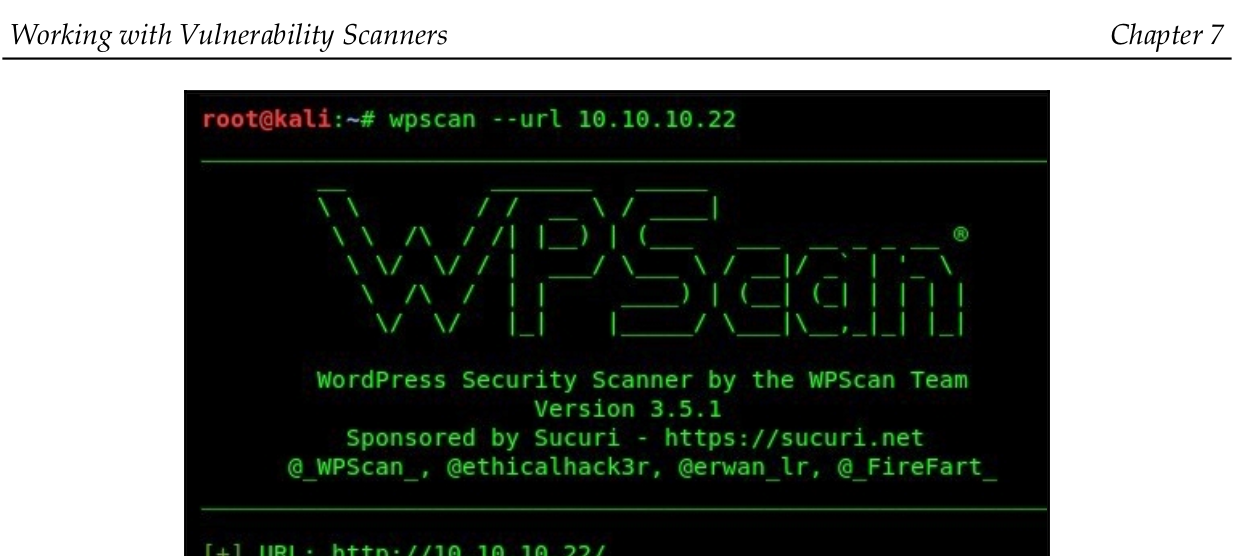 Working with Vulnerability Scanners Chapter 7
root@kali:~# wpscan --url 10.10.10.22
WPScan ®
WordPress Security Scanner by the WPScan Team
Version 3.5.1
Sponsored by Sucuri - https://sucuri.net
@_WPScan_, @ethicalhack3r, @erwan_lr, @_FireFart_
[+] URL: http://10.10.10.22/